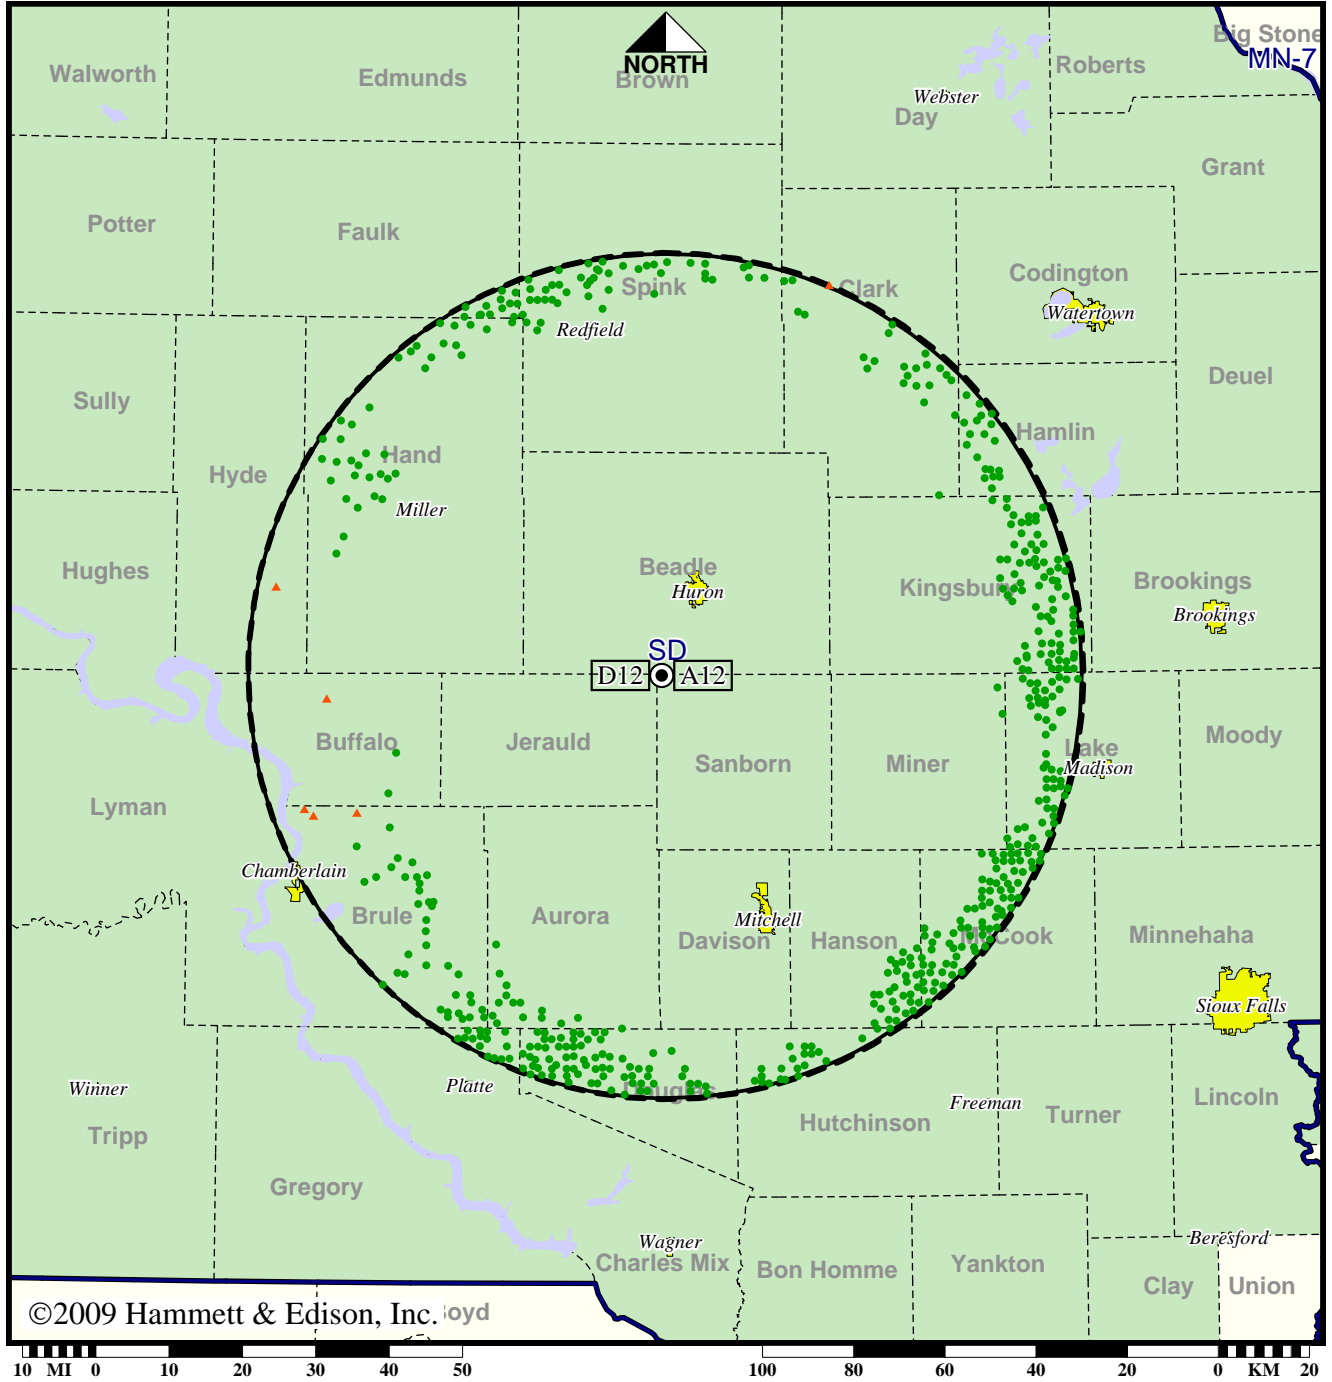 Big Stone
MN-7
NORTH
Walworth
Edmunds
Brown
Roberts
Webster
Day
Grant
Potter
Faulk
Spink
Clark
Codington
Watertown
Redfield
Deuel
Sully
Hamlin
Hand
Hyde
Miller
Hughes
Beadle
Huron
Kingsbury
Brookings
Brookings
SD
D12
A12
Buffalo
Jerauld
Sanborn
Miner
Lake
Madison
Moody
Lyman
Chamberlain
Brule
Aurora
Mitchell
Davison
Hanson
McCook
Minnehaha
Sioux Falls
Winner
Platte
Douglas
Freeman
Lincoln
Tripp
Hutchinson
Turner
Gregory
Wagner
Charles Mix
Bon Homme
Yankton
Beresford
Clay
Union
©2009 Hammett & Edison, Inc.
10 MI 0 10 20 30 40 50
100 80 60 40 20 0 KM 20